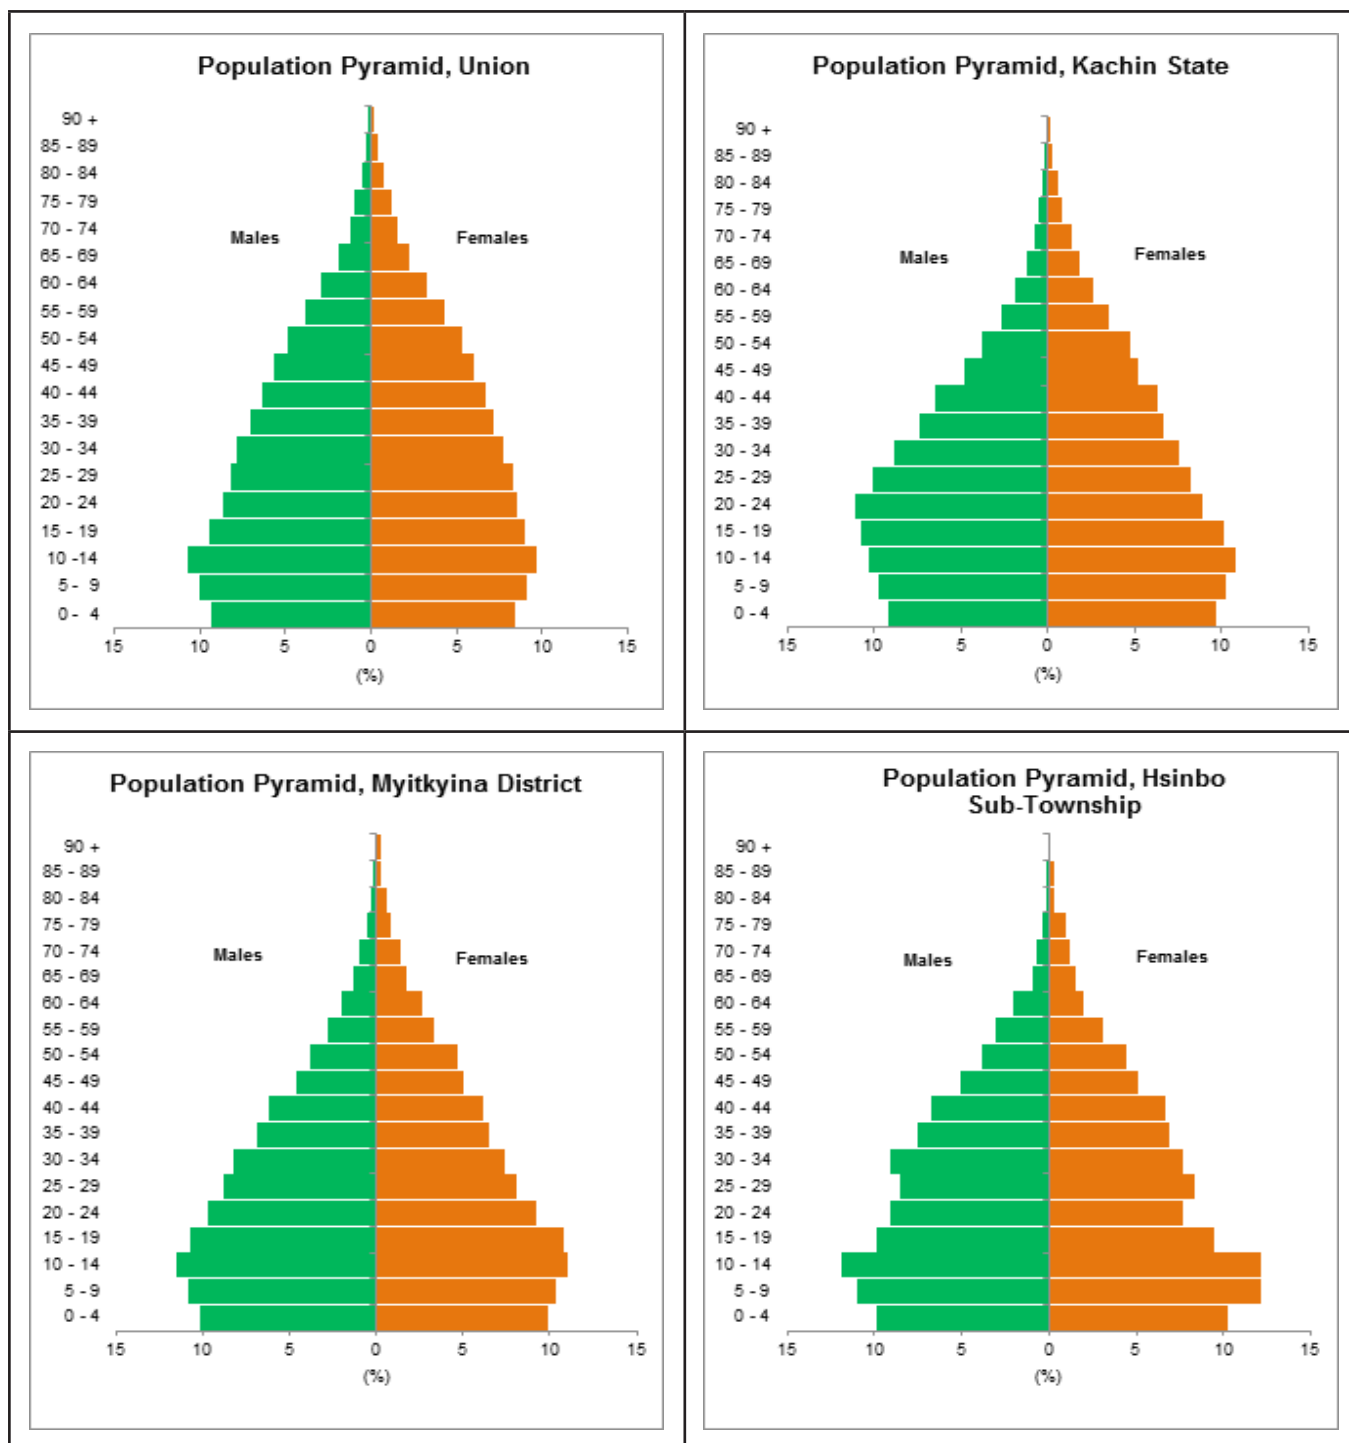 Population Pyramid, Union
90 +
85 - 89
80 - 84
75 - 79
70 - 74
65 - 69
60 - 64
55 - 59
50 - 54
45 - 49
40 - 44
35 - 39
30 - 34
25 - 29
20 - 24
15 - 19
10 -14
5 - 9
0 - 4
Males
Females
15 10 5 0 5 10 15
(%)
Population Pyramid, Kachin State
90 +
85 - 89
80 - 84
75 - 79
70 - 74
65 - 69
60 - 64
55 - 59
50 - 54
45 - 49
40 - 44
35 - 39
30 - 34
25 - 29
20 - 24
15 - 19
10 - 14
5 - 9
0 - 4
Males
Females
15 10 5 0 5 10 15
(%)
Population Pyramid, Myitkyina District
90 +
85 - 89
80 - 84
75 - 79
70 - 74
65 - 69
60 - 64
55 - 59
50 - 54
45 - 49
40 - 44
35 - 39
30 - 34
25 - 29
20 - 24
15 - 19
10 - 14
5 - 9
0 - 4
Males
Females
15 10 5 0 5 10 15
(%)
Population Pyramid, Hsinbo
Sub-Township
90 +
85 - 89
80 - 84
75 - 79
70 - 74
65 - 69
60 - 64
55 - 59
50 - 54
45 - 49
40 - 44
35 - 39
30 - 34
25 - 29
20 - 24
15 - 19
10 - 14
5 - 9
0 - 4
Males
Females
15 10 5 0 5 10 15
(%)